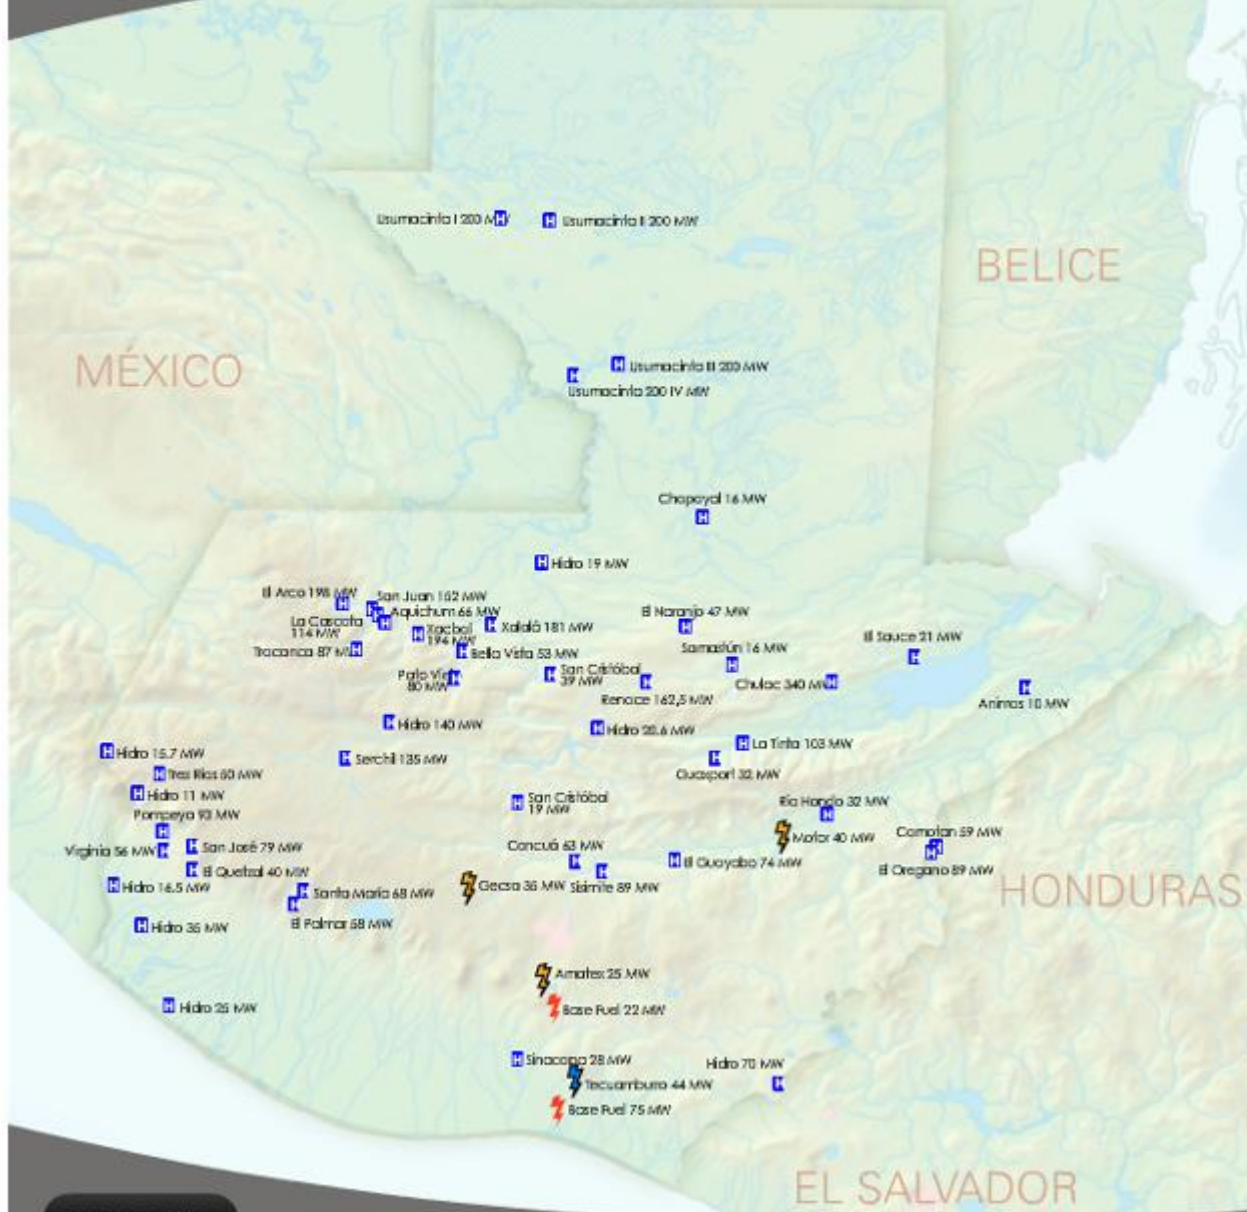 Usumacinta I 200 MW
Usumacinta II 200 MW
BELICE
MÉXICO
Usumacinta III 200 MW
Usumacinta 200 IV MW
Chapayal 16 MW
Hidro 19 MW
El Arco 198 MW
San Juan 152 MW
Aquichum 66 MW
La Cascata
114 MW
Xacbal
194 MW
Xalalá 181 MW
El Naranjo 47 MW
Tracanca 87 MW
Bella Vista 53 MW
Samastún 16 MW
El Sauce 21 MW
Palo Viejo
80 MW
San Cristóbal
39 MW
Renace 162,5 MW
Chulac 340 MW
Animas 10 MW
Hidro 140 MW
Hidro 20.6 MW
Hidro 15.7 MW
Serchil 135 MW
La Tinta 103 MW
Tres Rios 50 MW
Guaxpart 32 MW
Hidro 11 MW
San Cristóbal
19 MW
Río Hondo 32 MW
Pompeya 93 MW
Motor 40 MW
Camotan 59 MW
Virginia 56 MW
San José 79 MW
Concuá 63 MW
El Guayabo 74 MW
El Oregano 89 MW
El Quetzal 40 MW
Hidro 16.5 MW
Santa María 68 MW
Gecsa 35 MW
Sisimite 89 MW
HONDURAS
Hidro 35 MW
El Palmar 58 MW
Amatex 25 MW
Hidro 25 MW
Base Fuel 22 MW
Sinacapa 28 MW
Hidro 70 MW
Tecuamburro 44 MW
Base Fuel 75 MW
EL SALVADOR